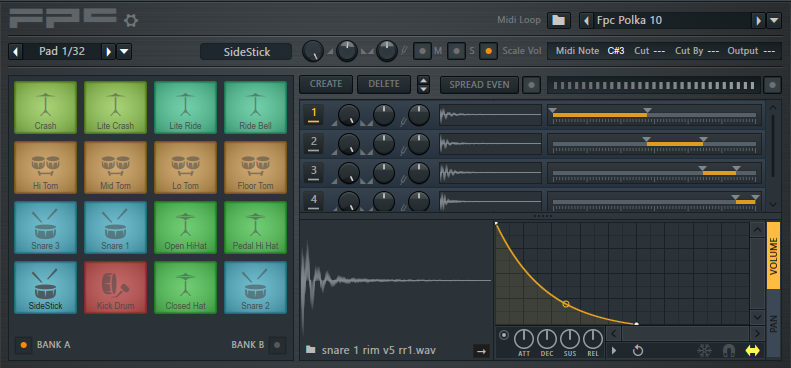 FPC
Midi Loop
Fpc Polka 10
Pad 1/32
SideStick
M
S
Scale Vol
Midi Note
C#3
Cut ---
Cut By ---
Output ---
CREATE
DELETE
SPREAD EVEN
Crash
Lite Crash
Lite Ride
Ride Bell
Hi Tom
Mid Tom
Lo Tom
Floor Tom
Snare 3
Snare 1
Open HiHat
Pedal Hi Hat
SideStick
Kick Drum
Closed Hat
Snare 2
BANK A
BANK B
1
2
3
4
snare 1 rim v5 rr1.wav
ATT
DEC
SUS
REL
VOLUME
PAN